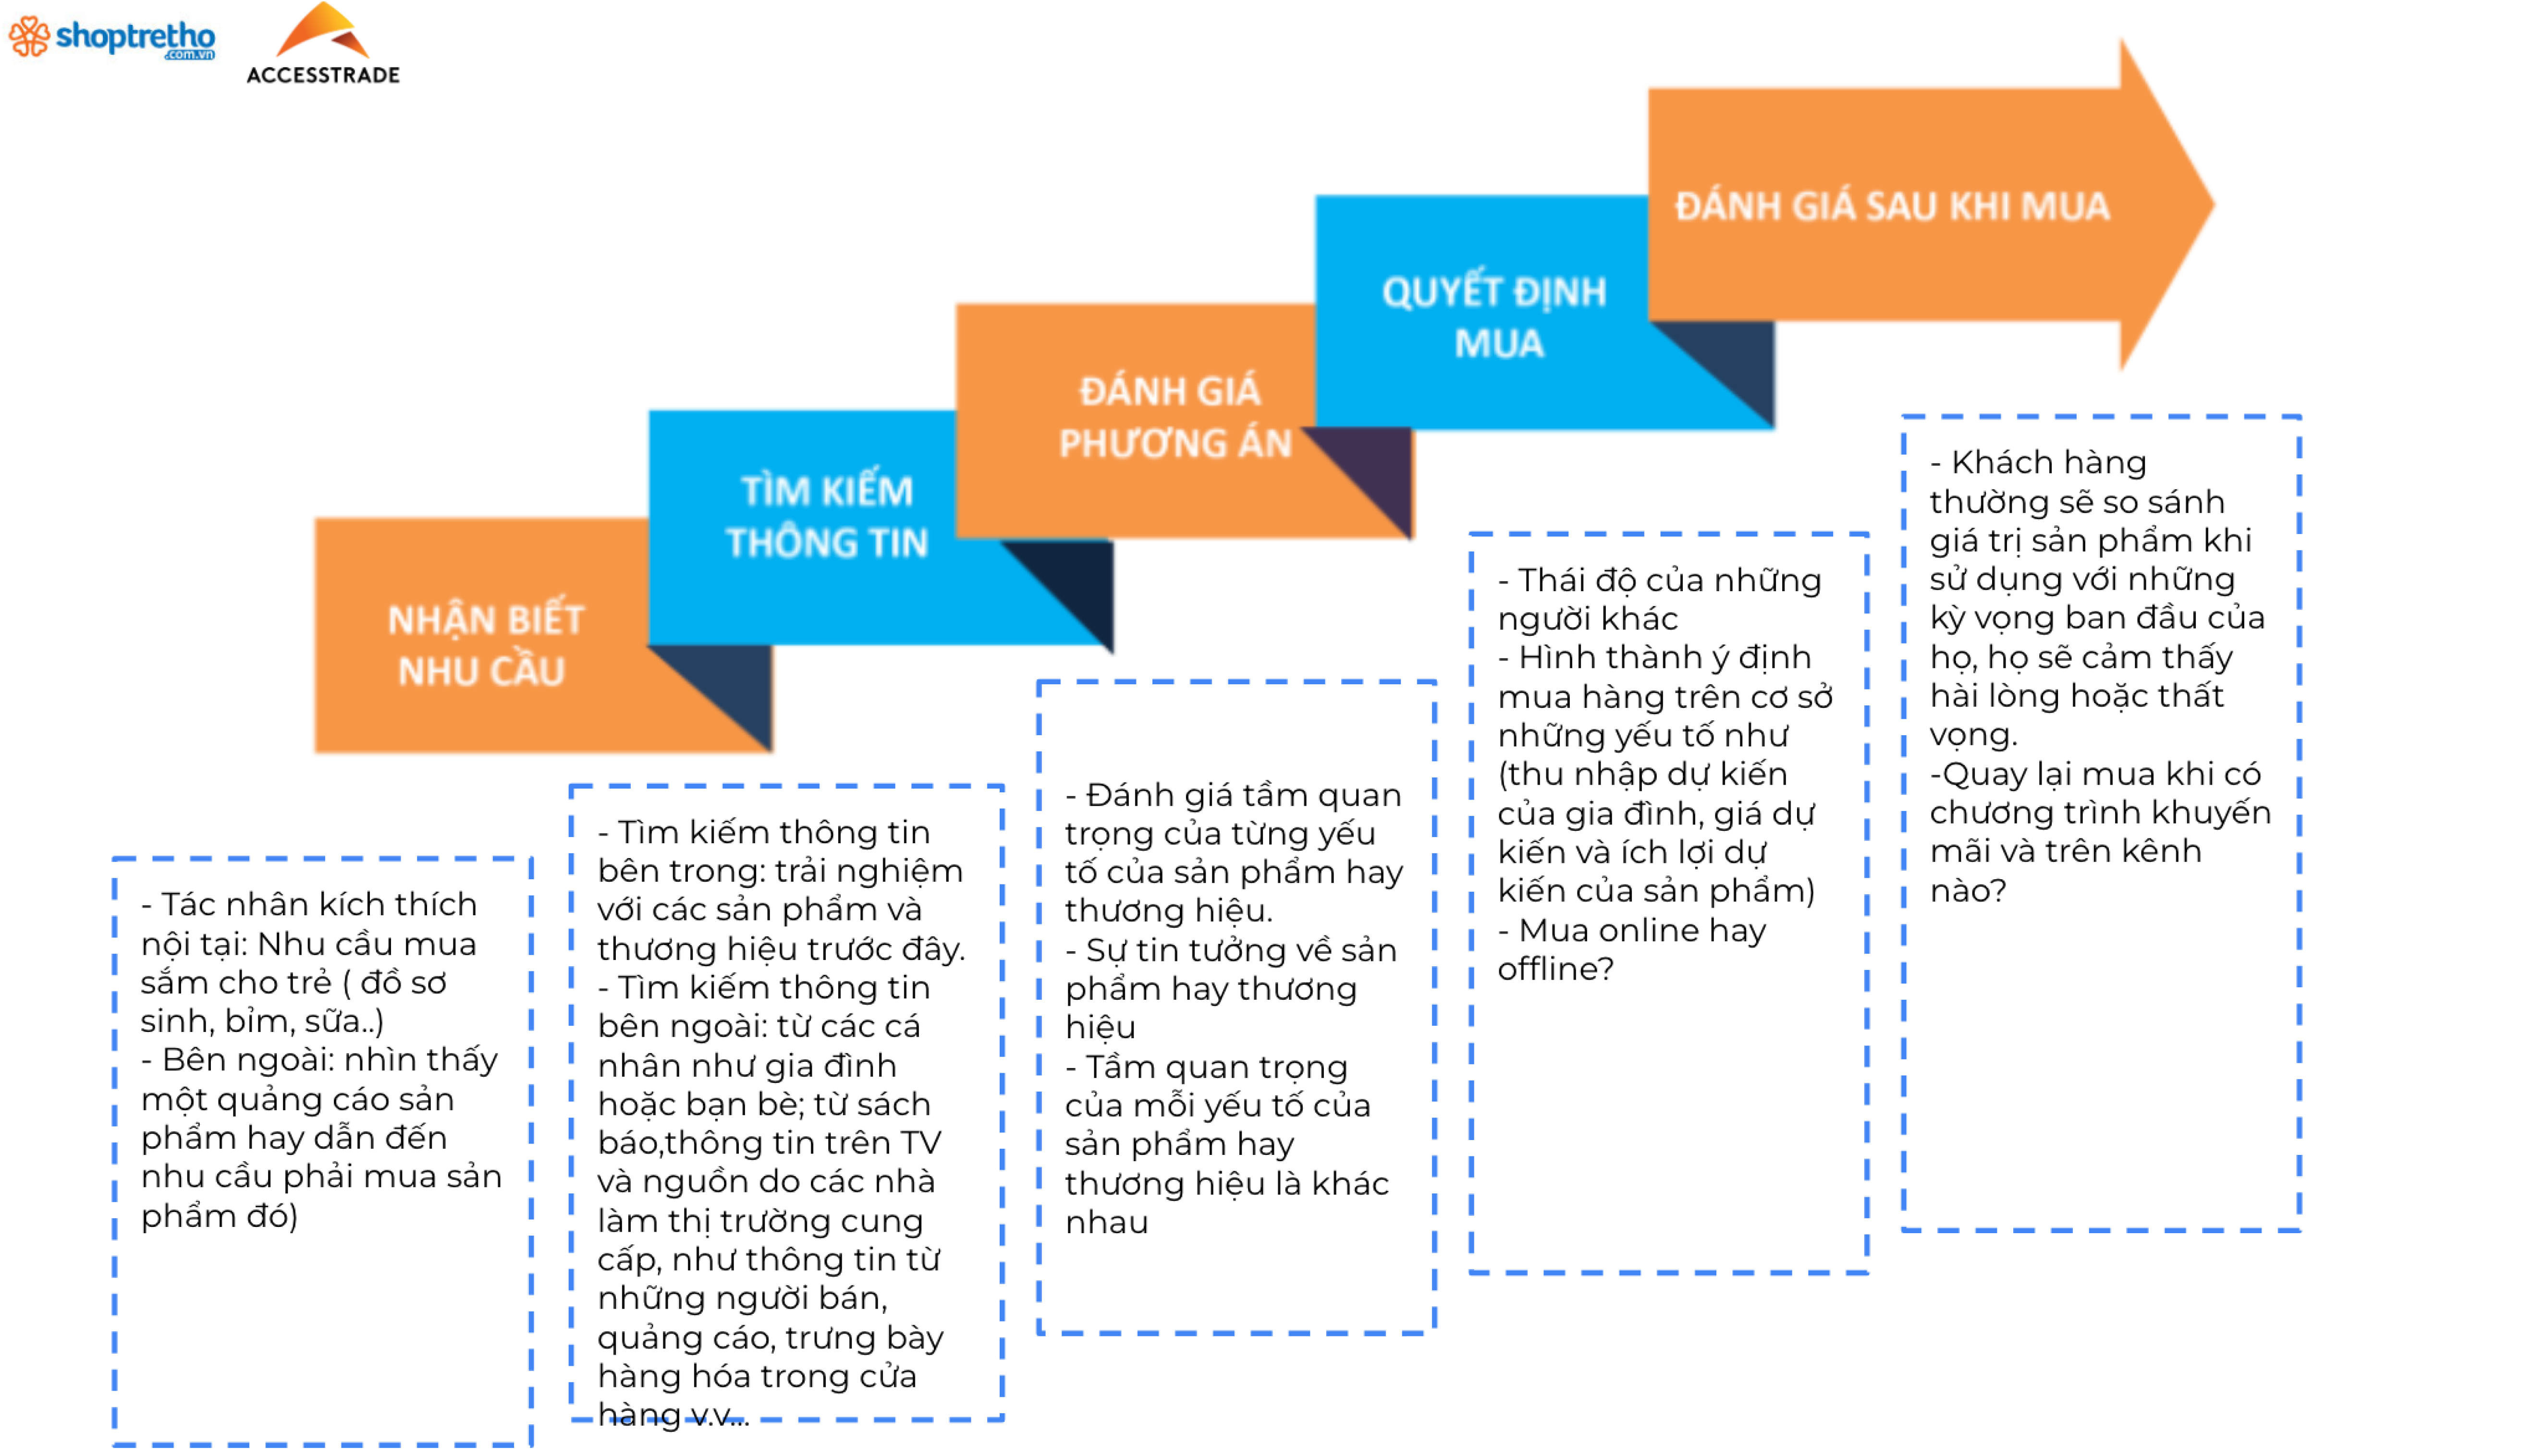 shoptretho
.com.vn
ACCESSTRADE
NHẬN BIẾT
NHU CẦU
TÌM KIẾM
THÔNG TIN
ĐÁNH GIÁ
PHƯƠNG ÁN
QUYẾT ĐỊNH
MUA
ĐÁNH GIÁ SAU KHI MUA
- Tác nhân kích thích
nội tại: Nhu cầu mua
sắm cho trẻ ( đồ sơ
sinh, bỉm, sữa..)
- Bên ngoài: nhìn thấy
một quảng cáo sản
phẩm hay dẫn đến
nhu cầu phải mua sản
phẩm đó)
- Tìm kiếm thông tin
bên trong: trải nghiệm
với các sản phẩm và
thương hiệu trước đây.
- Tìm kiếm thông tin
bên ngoài: từ các cá
nhân như gia đình
hoặc bạn bè; từ sách
báo,thông tin trên TV
và nguồn do các nhà
làm thị trường cung
cấp, như thông tin từ
những người bán,
quảng cáo, trưng bày
hàng hóa trong cửa
hàng v.v...
- Đánh giá tầm quan
trọng của từng yếu
tố của sản phẩm hay
thương hiệu.
- Sự tin tưởng về sản
phẩm hay thương
hiệu
- Tầm quan trọng
của mỗi yếu tố của
sản phẩm hay
thương hiệu là khác
nhau
- Thái độ của những
người khác
- Hình thành ý định
mua hàng trên cơ sở
những yếu tố như
(thu nhập dự kiến
của gia đình, giá dự
kiến và ích lợi dự
kiến của sản phẩm)
- Mua online hay
offline?
- Khách hàng
thường sẽ so sánh
giá trị sản phẩm khi
sử dụng với những
kỳ vọng ban đầu của
họ, họ sẽ cảm thấy
hài lòng hoặc thất
vọng.
-Quay lại mua khi có
chương trình khuyến
mãi và trên kênh
nào?